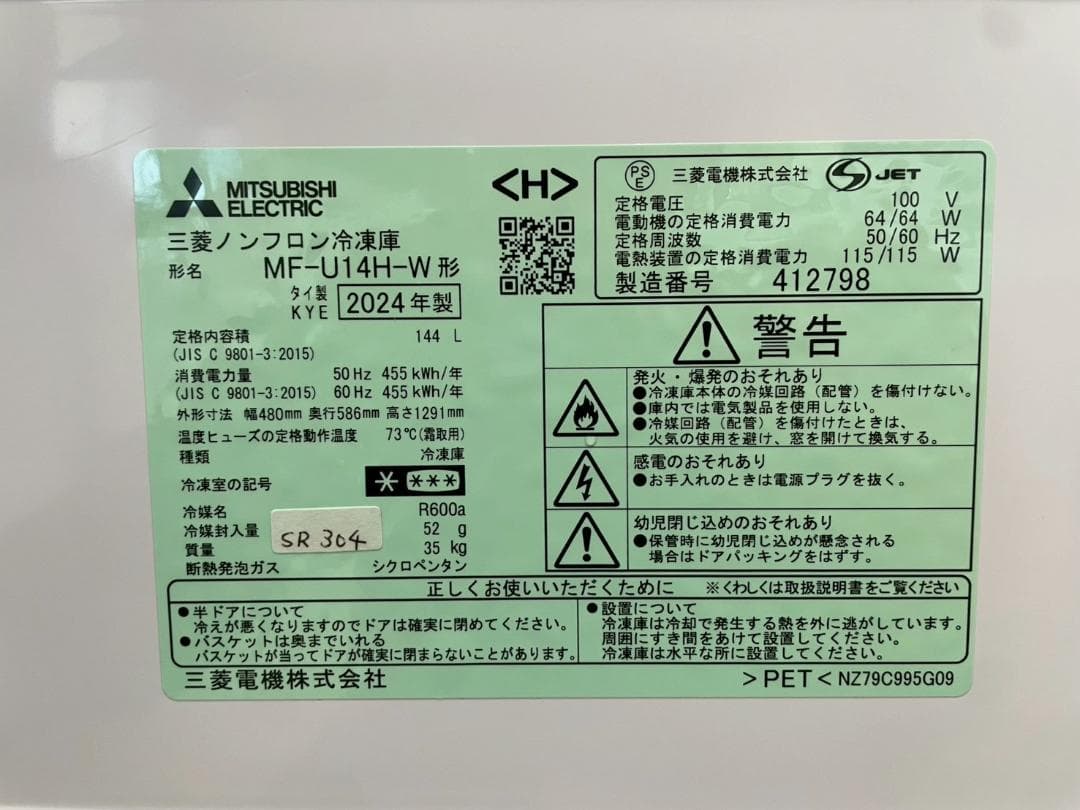 MITSUBISHI
ELECTRIC
三菱ノンフロン冷凍庫
形名 MF-U14H-W 形
タイ製
KYE 2024年製
定格内容積 144 L
(JIS C 9801-3:2015)
消費電力量 50Hz 455kWh/年
(JIS C 9801-3:2015) 60Hz 455kWh/年
外形寸法 幅480mm 奥行586mm 高さ1291mm
温度ヒューズの定格動作温度 73℃(霜取用)
種類 冷凍庫
冷凍室の記号 * ***
冷媒名 R600a
冷媒封入量 52 g
質量 35 kg
断熱発泡ガス シクロペンタン
SR 304
<H>
PSE 三菱電機株式会社 JET
定格電圧 100 V
電動機の定格消費電力 64/64 W
定格周波数 50/60 Hz
電熱装置の定格消費電力 115/115 W
製造番号 412798
警告
発火・爆発のおそれあり
●冷凍庫本体の冷媒回路（配管）を傷付けない。
●庫内では電気製品を使用しない。
●冷媒回路（配管）を傷付けたときは、
火気の使用を避け、窓を開けて換気する。
感電のおそれあり
●お手入れのときは電源プラグを抜く。
幼児閉じ込めのおそれあり
●保管時に幼児閉じ込めが懸念される
場合はドアパッキングをはずす。
正しくお使いいただくために ※くわしくは取扱説明書をご覧ください
●半ドアについて
冷えが悪くなりますのでドアは確実に閉めてください。
●バスケットは奥までいれる
バスケットが当ってドアが確実に閉まらないことがあります。
●設置について
冷凍庫は冷却で発生する熱を外に逃がしています。
周囲にすき間をあけて設置してください。
冷凍庫は水平な所に設置してください。
三菱電機株式会社 >PET< NZ79C995G09